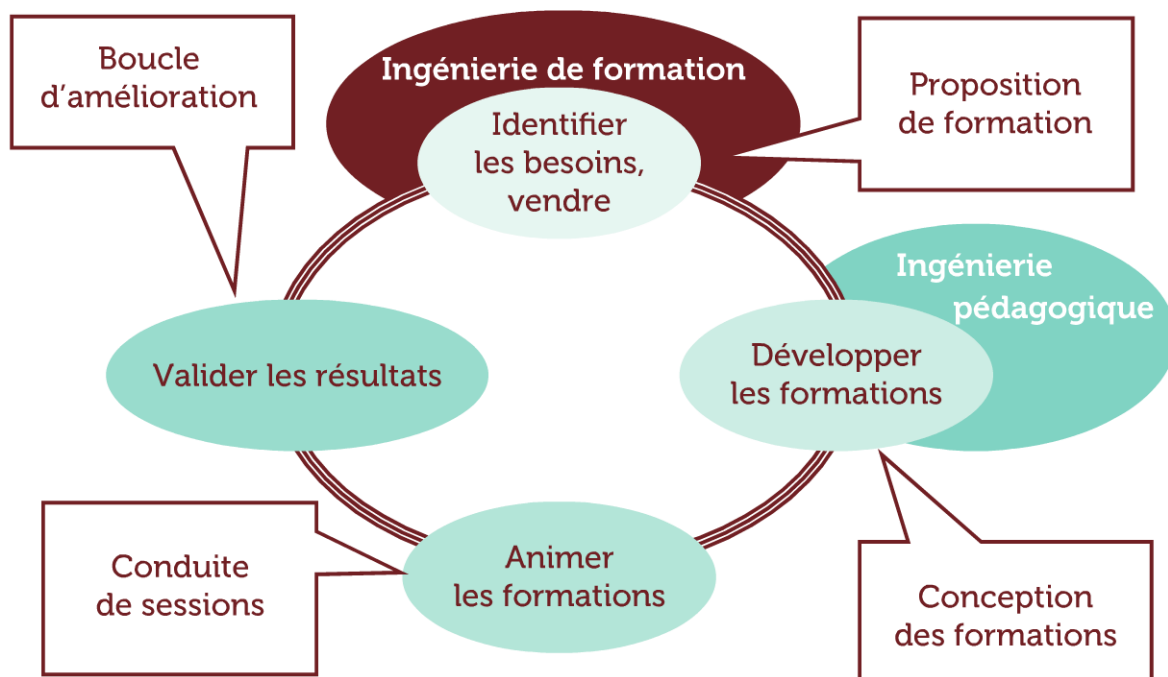 Boucle
d'amélioration
Ingénierie de formation
Identifier
les besoins,
vendre
Proposition
de formation
Ingénierie
pédagogique
Développer
les formations
Valider les résultats
Animer
les formations
Conduite
de sessions
Conception
des formations